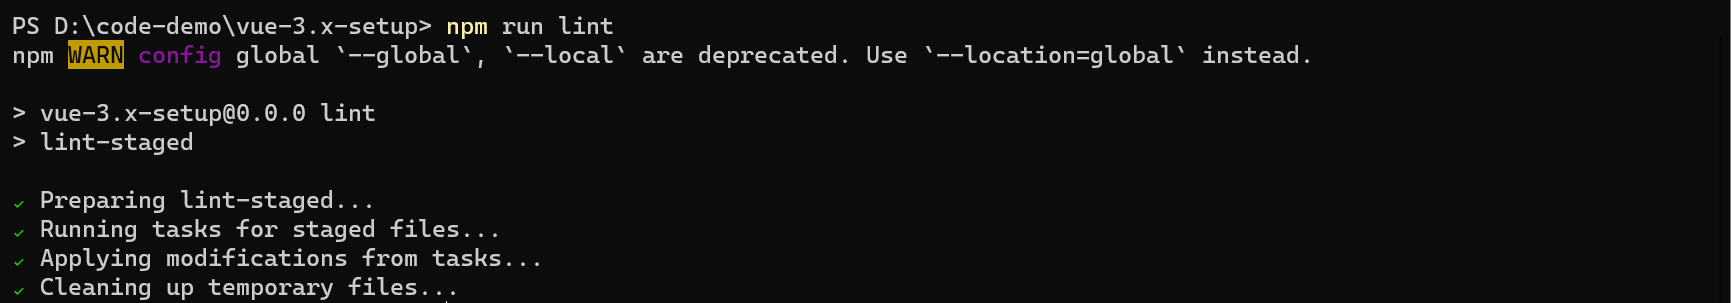 PS D:\code-demo\vue-3.x-setup> npm run lint
npm WARN config global `--global`, `--local` are deprecated. Use `--location=global` instead.
> vue-3.x-setup@0.0.0 lint
> lint-staged
✓ Preparing lint-staged...
✓ Running tasks for staged files...
✓ Applying modifications from tasks...
✓ Cleaning up temporary files...